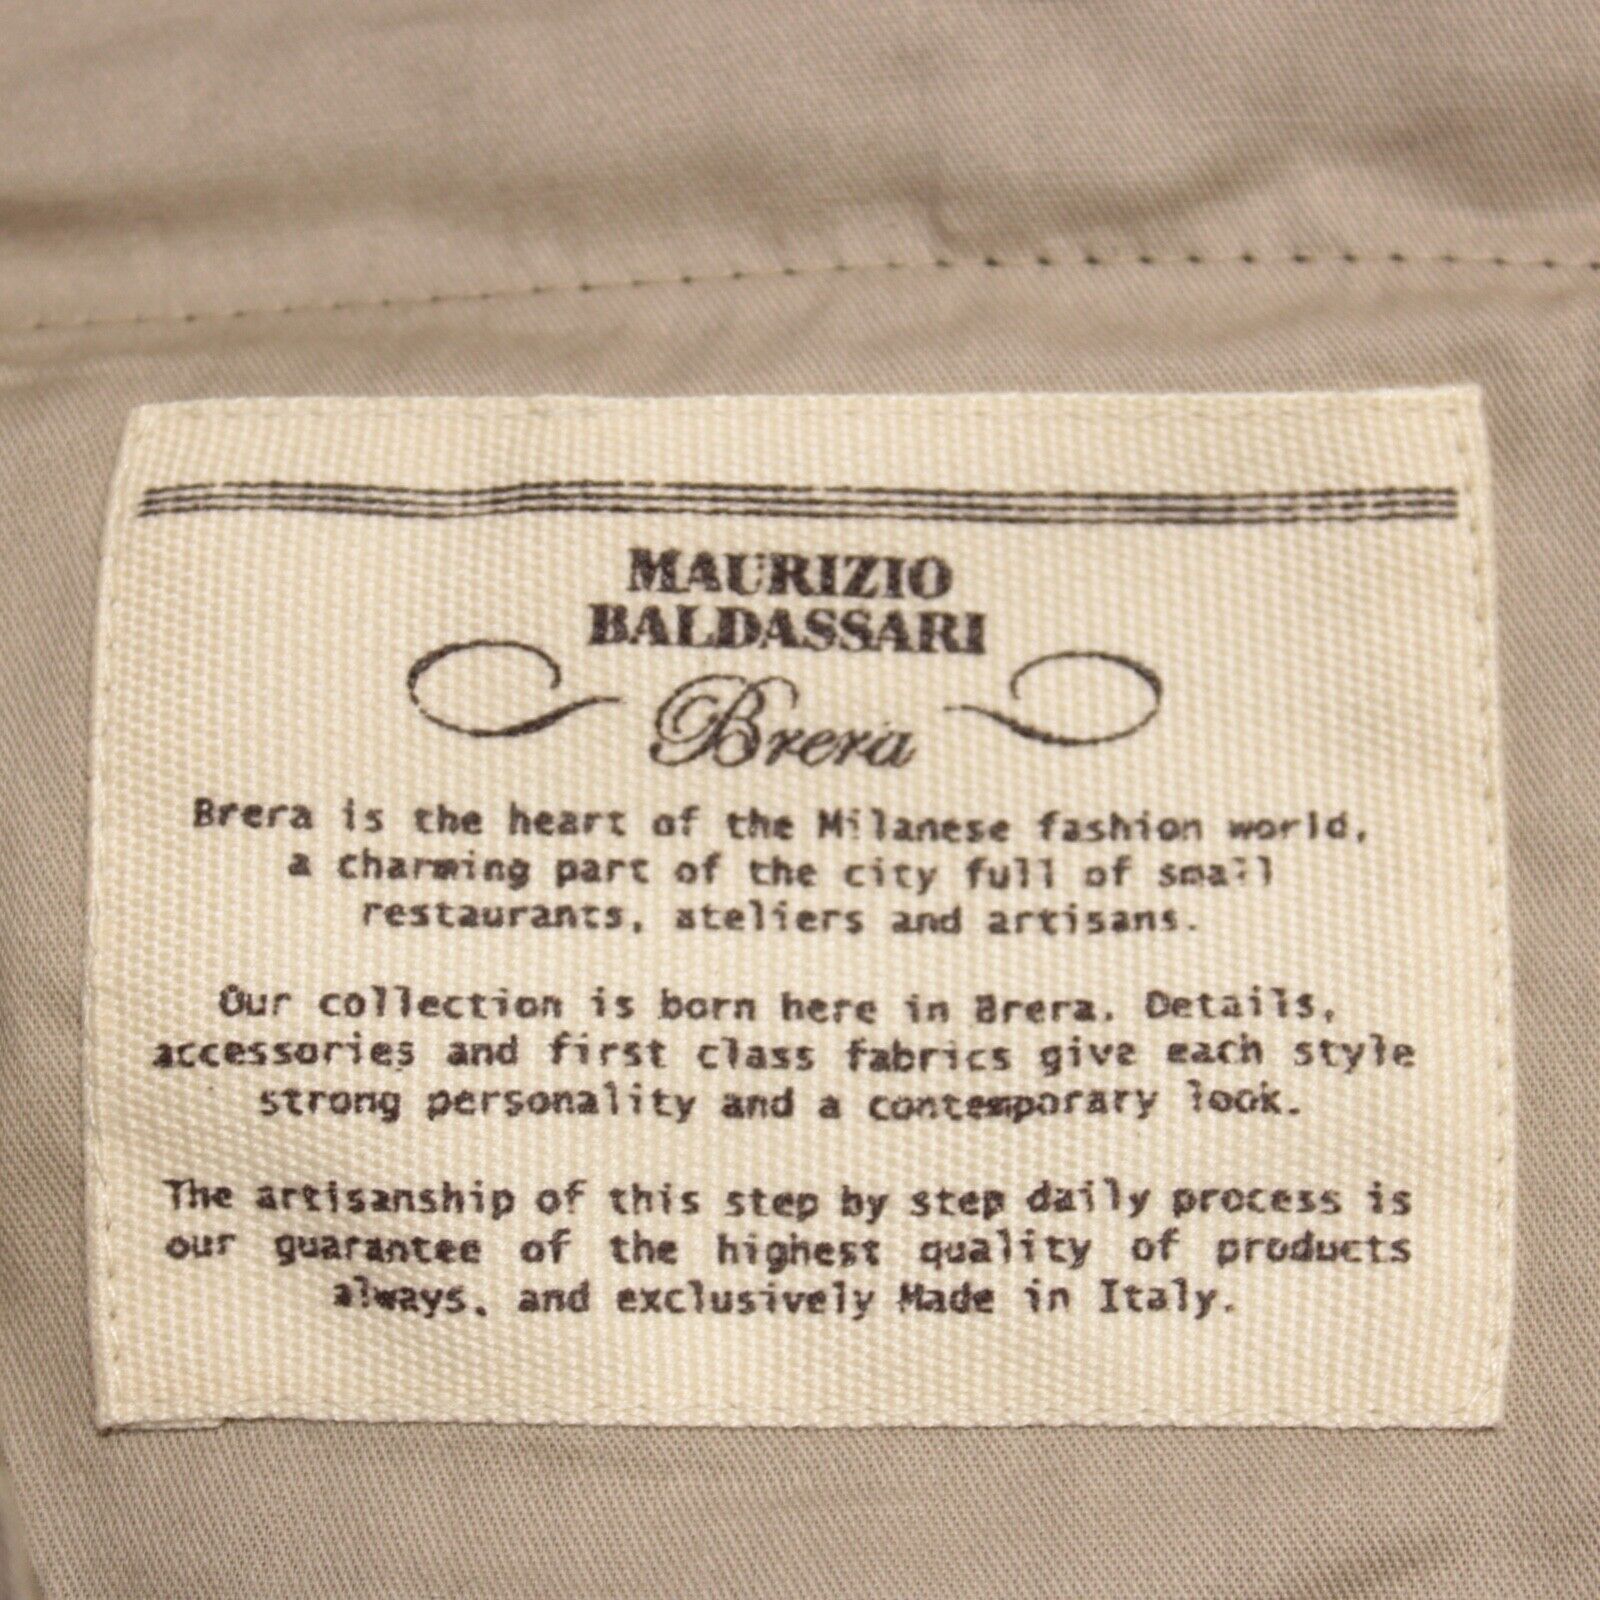 MAURIZIO
BALDASSARI
Brera
Brera is the heart of the Milanese fashion world,
a charming part of the city full of small
restaurants, ateliers and artisans.
Our collection is born here in Brera. Details,
accessories and first class fabrics give each style
strong personality and a contemporary look.
The artisanship of this step by step daily process is
our guarantee of the highest quality of products
always, and exclusively Made in Italy.